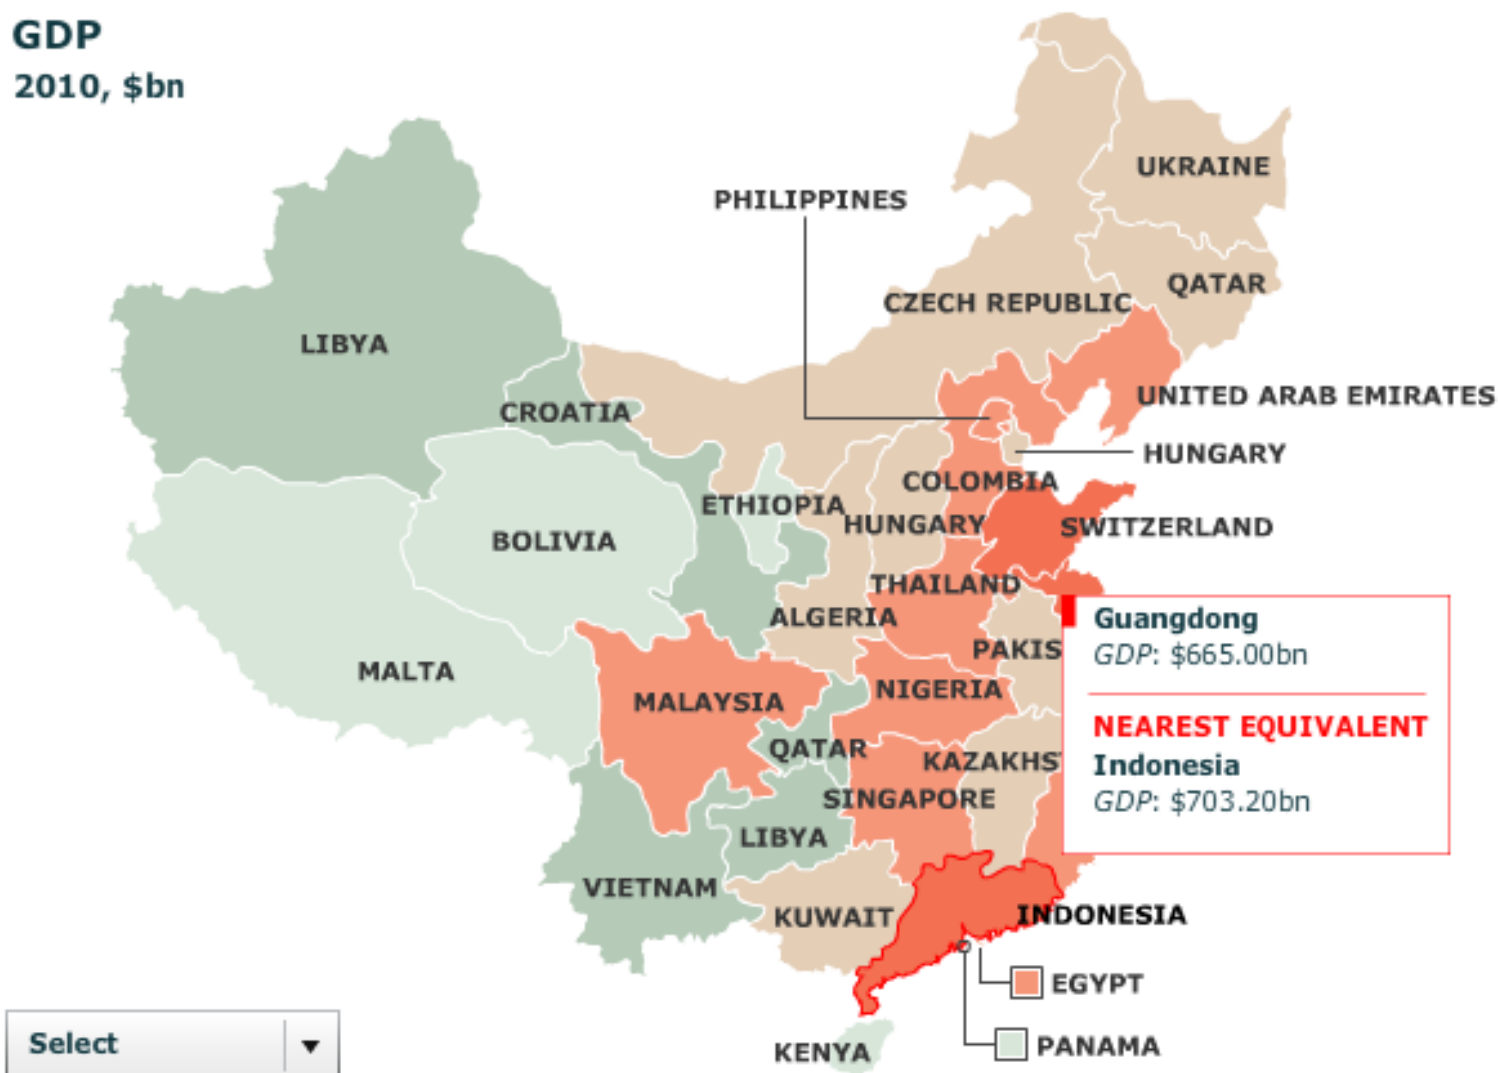 GDP
2010, $bn
UKRAINE
PHILIPPINES
QATAR
CZECH REPUBLIC
LIBYA
UNITED ARAB EMIRATES
CROATIA
HUNGARY
COLOMBIA
ETHIOPIA
HUNGARY
SWITZERLAND
BOLIVIA
THAILAND
ALGERIA
Guangdong
PAKIS
GDP: $665.00bn
MALTA
NIGERIA
MALAYSIA
NEAREST EQUIVALENT
QATAR
KAZAKHS
Indonesia
SINGAPORE
GDP: $703.20bn
LIBYA
VIETNAM
KUWAIT
INDONESIA
EGYPT
Select
KENYA
PANAMA